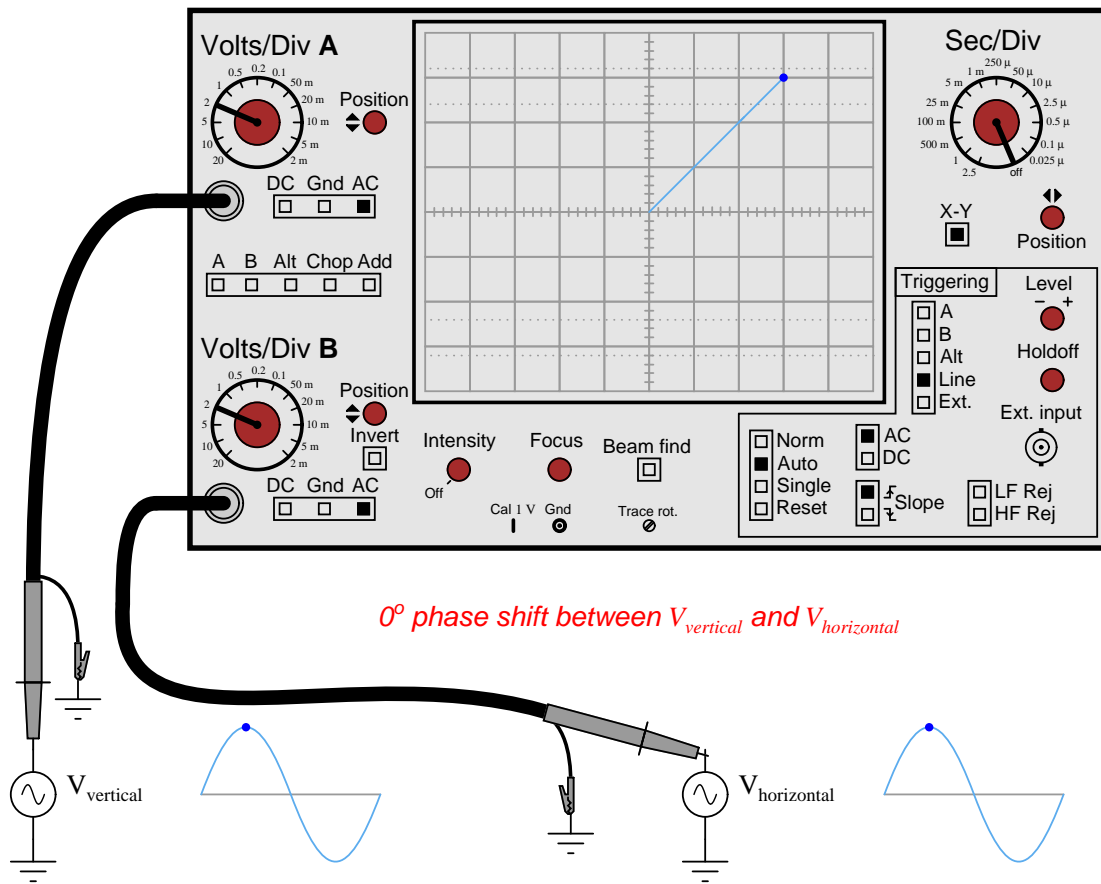 Volts/Div A
0.5 0.2 0.1
1 50 m
2 20 m
5 10 m
10 5 m
20 2 m
Position
DC Gnd AC
A B Alt Chop Add
Volts/Div B
0.5 0.2 0.1
1 50 m
2 20 m
5 10 m
10 5 m
20 2 m
Position
Invert
DC Gnd AC
Intensity
Off
Focus
Beam find
Cal 1 V Gnd Trace rot.
Sec/Div
250 µ
1 m 50 µ
5 m 10 µ
25 m 2.5 µ
100 m 0.5 µ
500 m 0.1 µ
1 0.025 µ
2.5 off
X-Y
Position
Triggering
A
B
Alt
Line
Ext.
Level
− +
Holdoff
Ext. input
Norm
Auto
Single
Reset
AC
DC
Slope
LF Rej
HF Rej
0o phase shift between Vvertical and Vhorizontal
Vvertical
Vhorizontal